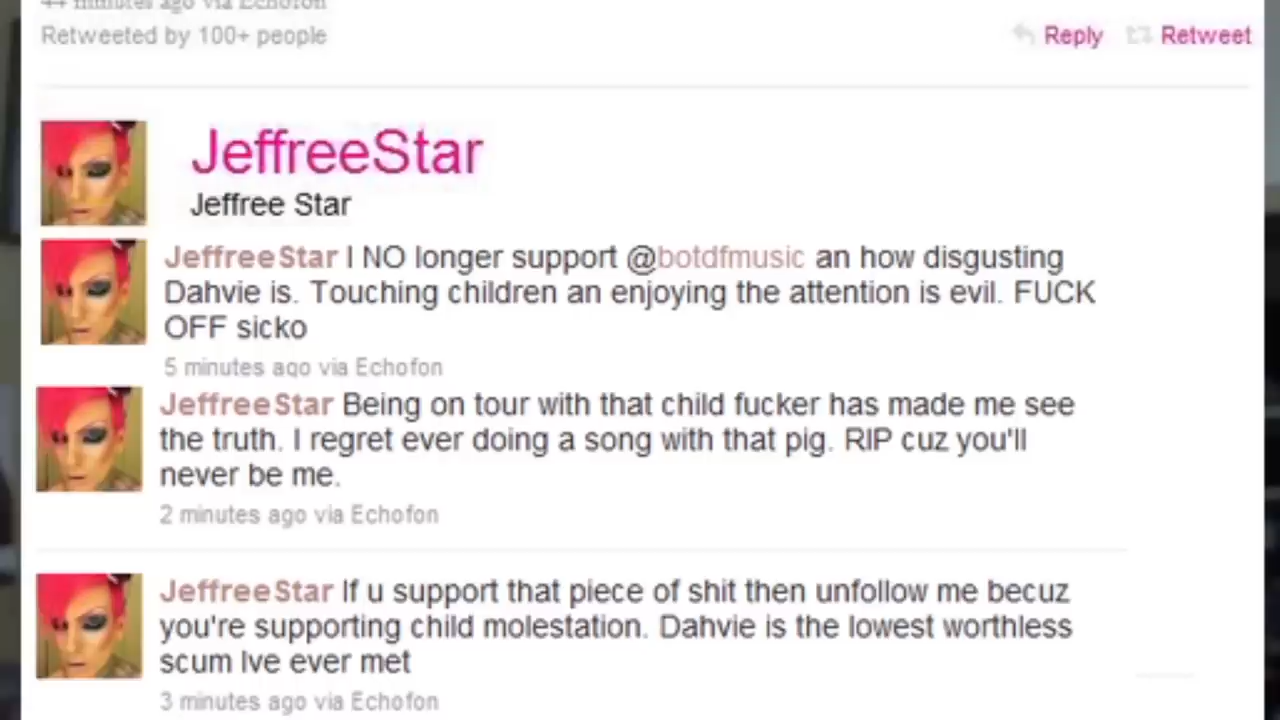 44 minutes ago via Echofon
Retweeted by 100+ people
Reply Retweet
JeffreeStar
Jeffree Star
JeffreeStar I NO longer support @botdfmusic an how disgusting
Dahvie is. Touching children an enjoying the attention is evil. FUCK
OFF sicko
5 minutes ago via Echofon
JeffreeStar Being on tour with that child fucker has made me see
the truth. I regret ever doing a song with that pig. RIP cuz you'll
never be me.
2 minutes ago via Echofon
JeffreeStar If u support that piece of shit then unfollow me becuz
you're supporting child molestation. Dahvie is the lowest worthless
scum Ive ever met
3 minutes ago via Echofon